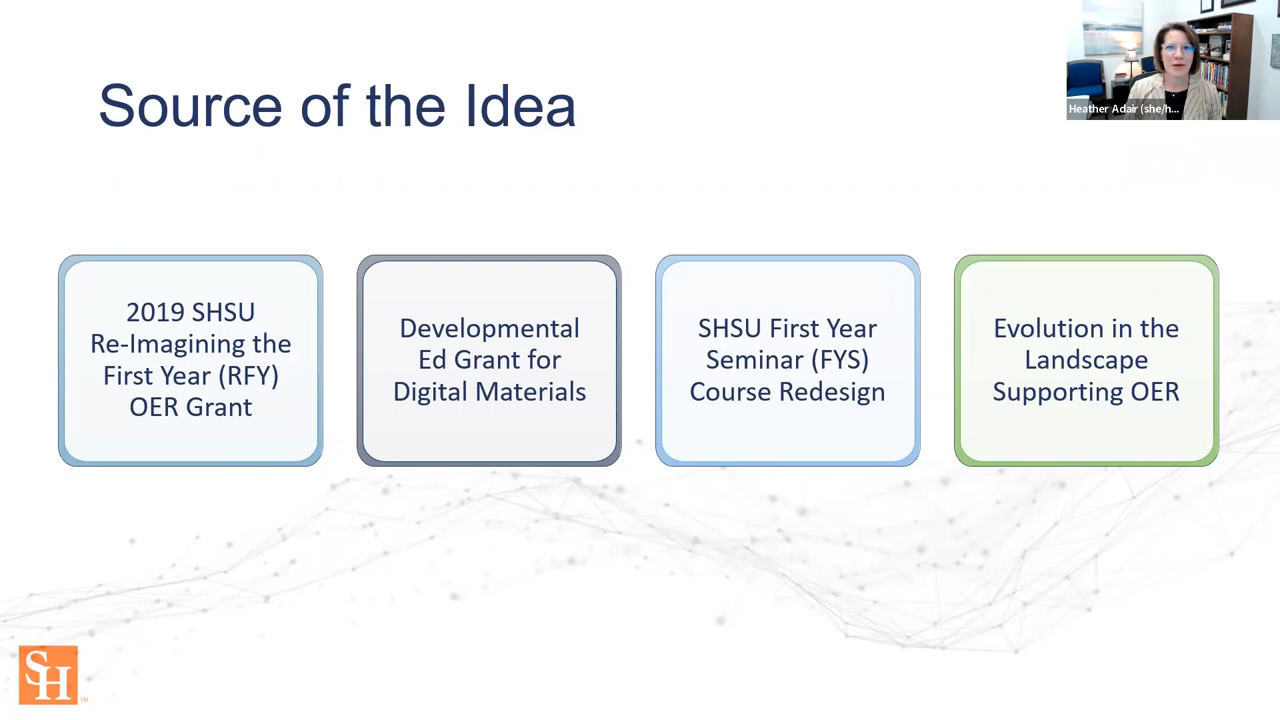 Source of the Idea
Heather Adair (she/h...
2019 SHSU
Re-Imagining the
First Year (RFY)
OER Grant
Developmental
Ed Grant for
Digital Materials
SHSU First Year
Seminar (FYS)
Course Redesign
Evolution in the
Landscape
Supporting OER
SH
TM